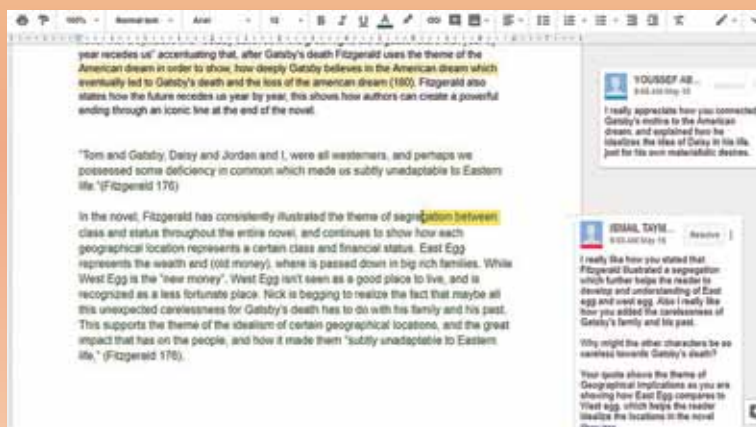 100%
Normal text
Arial
12
B I U A
year recedes us" accentuating that, after Gatsby's death Fitzgerald uses the theme of the
American dream in order to show, how deeply Gatsby believes in the American dream which
eventually led to Gatsby's death and the loss of the american dream (180). Fitzgerald also
states how the future recedes us year by year, this shows how authors can create a powerful
ending through an iconic line at the end of the novel.
"Tom and Gatsby, Daisy and Jordan and I, were all westerners, and perhaps we
possessed some deficiency in common which made us subtly unadaptable to Eastern
life."(Fitzgerald 176)
In the novel, Fitzgerald has consistently illustrated the theme of segregation between
class and status throughout the entire novel, and continues to show how each
geographical location represents a certain class and financial status. East Egg
represents the wealth and (old money), where is passed down in big rich families. While
West Egg is the "new money". West Egg isn't seen as a good place to live, and is
recognized as a less fortunate place. Nick is begging to realize the fact that maybe all
this unexpected carelessness for Gatsby's death has to do with his family and his past.
This supports the theme of the idealism of certain geographical locations, and the great
impact that has on the people, and how it made them "subtly unadaptable to Eastern
life," (Fitzgerald 176).
YOUSSEF AB...
AM May 16
I really appreciate how you connected
Gatsby's motive to the American
dream, and explained how he
idealizes the idea of Daisy in his life,
just for his own materialistic desires.
ISMAIL TAYM...
AM May 16
Resolve
I really like how you stated that
Fitzgerald illustrated a segregation
which further helps the reader to
develop and understanding of East
egg and west egg. Also I really like
how you added the carelessness of
Gatsby's family and his past.
Why might the other characters be so
careless towards Gatsby's death?
Your quote shows the theme of
Geographical implications as you are
showing how East Egg compares to
West egg, which helps the reader
idealize the locations in the novel